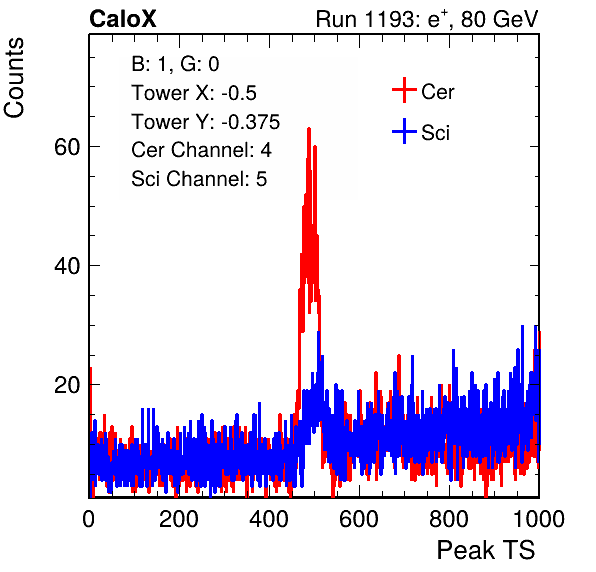 CaloX Run 1193: e⁺, 80 GeV
Counts
B: 1, G: 0
Tower X: -0.5
Tower Y: -0.375
Cer Channel: 4
Sci Channel: 5
Cer
Sci
60
40
20
0 200 400 600 800 1000
Peak TS